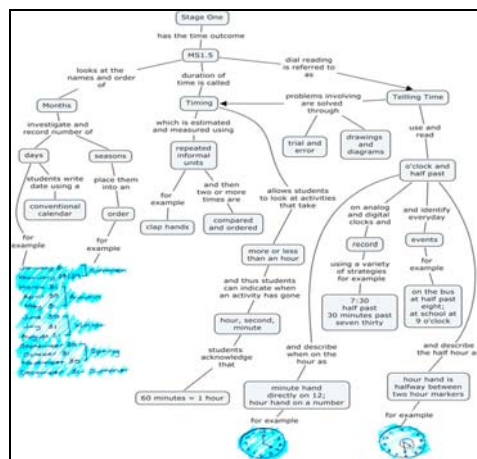 Stage One
has the time outcome
MS1.5
looks at the
names and order
of
duration of
time is called
dial reading is
referred to
as
Months
Timing
problems involving
are solved
through
Teilling Time
investigate and
record number of
which is estimated
and measured using
trial and
error
drawings
and
diagrams
use and
read
days
seasons
repeated
informal
units
o'clock and
half past
students write
date using a
place them
into an
for
example
and then
two or more
times are
allows students
to look at activities
that take
on analog
and digital
clocks and
and identify
everyday
conventional
calendar
order
clap hands
compared
and ordered
record
events
for
example
for
example
more or less
than an hour
using a variety
of strategies
for example
for
example
and thus students
can indicate when
an activity has gone
7:30
half past
30 minutes past
seven thirty
on the bus
at half past
eight;
at school at
9 o'clock
hour, second,
minute
students
acknowledge
that
and describe
when on the
hour as
and describe
the half hour as
60 minutes = 1 hour
minute hand
directly on 12;
hour hand on a number
hour hand is
halfway between
two hour markers
for example
for example